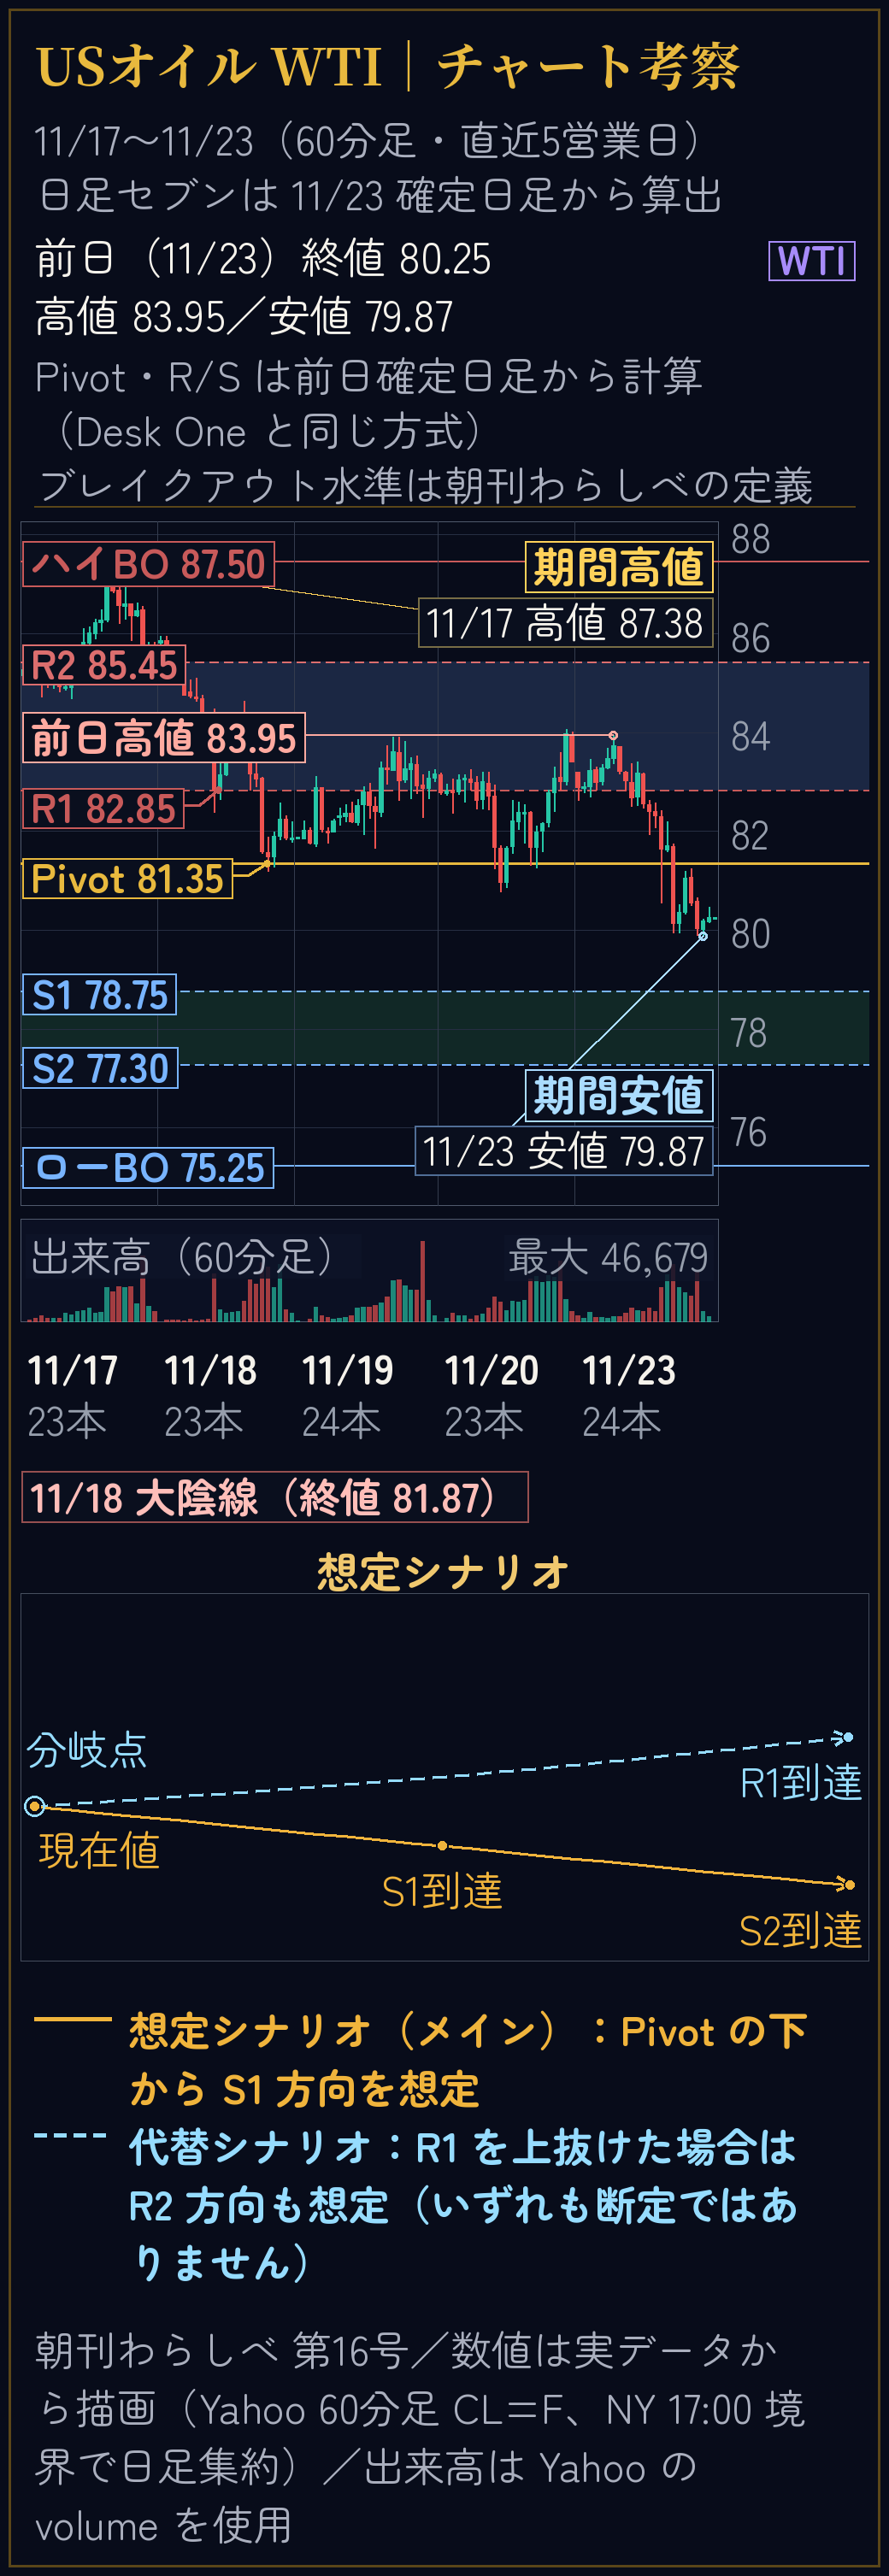 USオイル WTI｜チャート考察
11/17〜11/23（60分足・直近5営業日）
日足セブンは 11/23 確定日足から算出
前日（11/23）終値 80.25
WTI
高値 83.95／安値 79.87
Pivot・R/S は前日確定日足から計算
（Desk One と同じ方式）
ブレイクアウト水準は朝刊わらしべの定義
88
ハイBO 87.50
期間高値
11/17 高値 87.38
86
R2 85.45
前日高値 83.95
84
R1 82.85
82
Pivot 81.35
80
S1 78.75
78
S2 77.30
期間安値
11/23 安値 79.87
76
ローBO 75.25
出来高（60分足）
最大 46,679
11/17 11/18 11/19 11/20 11/23
23本 23本 24本 23本 24本
11/18 大陰線（終値 81.87）
想定シナリオ
分岐点
R1到達
現在値
S1到達
S2到達
想定シナリオ（メイン）：Pivot の下
から S1 方向を想定
代替シナリオ：R1 を上抜けた場合は
R2 方向も想定（いずれも断定ではあ
りません）
朝刊わらしべ 第16号／数値は実データか
ら描画（Yahoo 60分足 CL=F、NY 17:00 境
界で日足集約）／出来高は Yahoo の
volume を使用